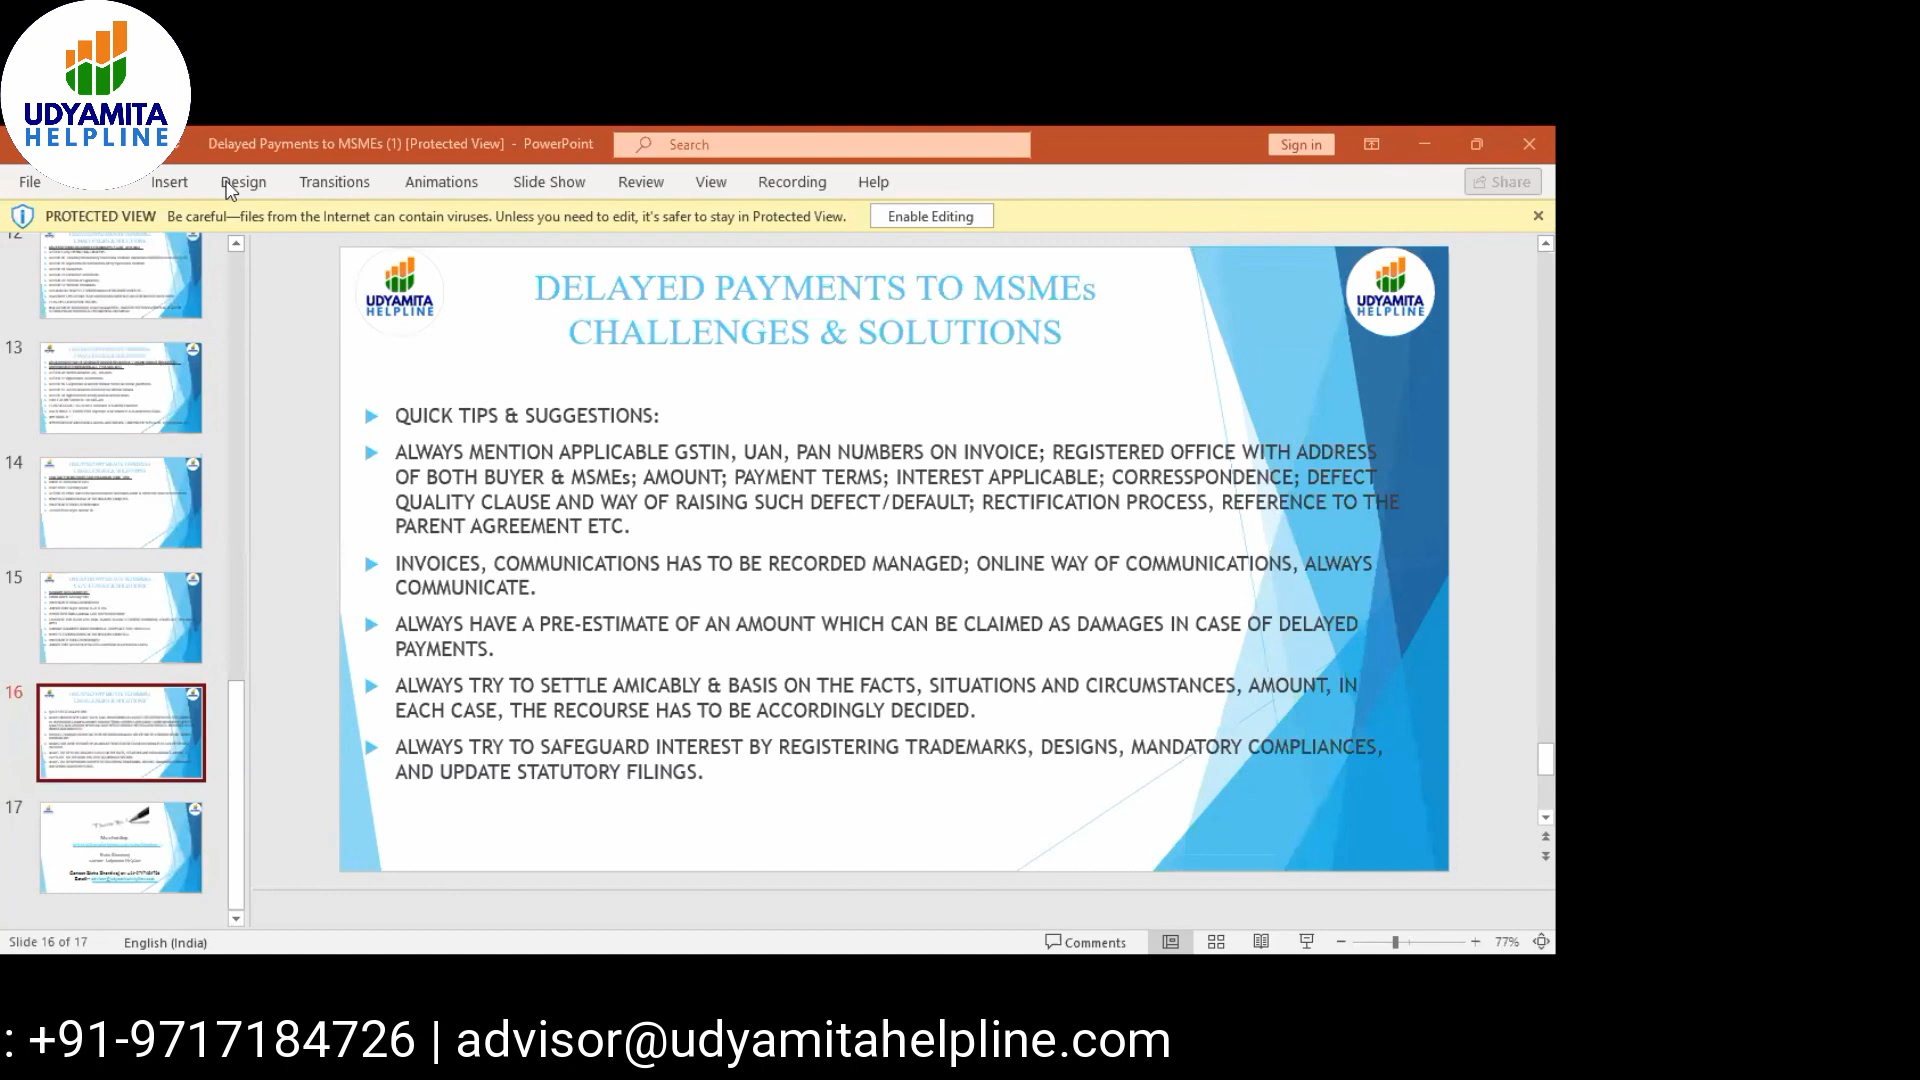 UDYAMITA
HELPLINE
Delayed Payments to MSMEs (1) [Protected View] - PowerPoint
Search
Sign in
File
Insert
Design
Transitions
Animations
Slide Show
Review
View
Recording
Help
Share
PROTECTED VIEW Be careful—files from the Internet can contain viruses. Unless you need to edit, it's safer to stay in Protected View.
Enable Editing
12
13
14
15
16
17
UDYAMITA
HELPLINE
DELAYED PAYMENTS TO MSMEs
CHALLENGES & SOLUTIONS
UDYAMITA
HELPLINE
QUICK TIPS & SUGGESTIONS:
ALWAYS MENTION APPLICABLE GSTIN, UAN, PAN NUMBERS ON INVOICE; REGISTERED OFFICE WITH ADDRESS
OF BOTH BUYER & MSMEs; AMOUNT; PAYMENT TERMS; INTEREST APPLICABLE; CORRESSPONDENCE; DEFECT
QUALITY CLAUSE AND WAY OF RAISING SUCH DEFECT/DEFAULT; RECTIFICATION PROCESS, REFERENCE TO THE
PARENT AGREEMENT ETC.
INVOICES, COMMUNICATIONS HAS TO BE RECORDED MANAGED; ONLINE WAY OF COMMUNICATIONS, ALWAYS
COMMUNICATE.
ALWAYS HAVE A PRE-ESTIMATE OF AN AMOUNT WHICH CAN BE CLAIMED AS DAMAGES IN CASE OF DELAYED
PAYMENTS.
ALWAYS TRY TO SETTLE AMICABLY & BASIS ON THE FACTS, SITUATIONS AND CIRCUMSTANCES, AMOUNT, IN
EACH CASE, THE RECOURSE HAS TO BE ACCORDINGLY DECIDED.
ALWAYS TRY TO SAFEGUARD INTEREST BY REGISTERING TRADEMARKS, DESIGNS, MANDATORY COMPLIANCES,
AND UPDATE STATUTORY FILINGS.
Slide 16 of 17
English (India)
Comments
77%
: +91-9717184726 | advisor@udyamitahelpline.com